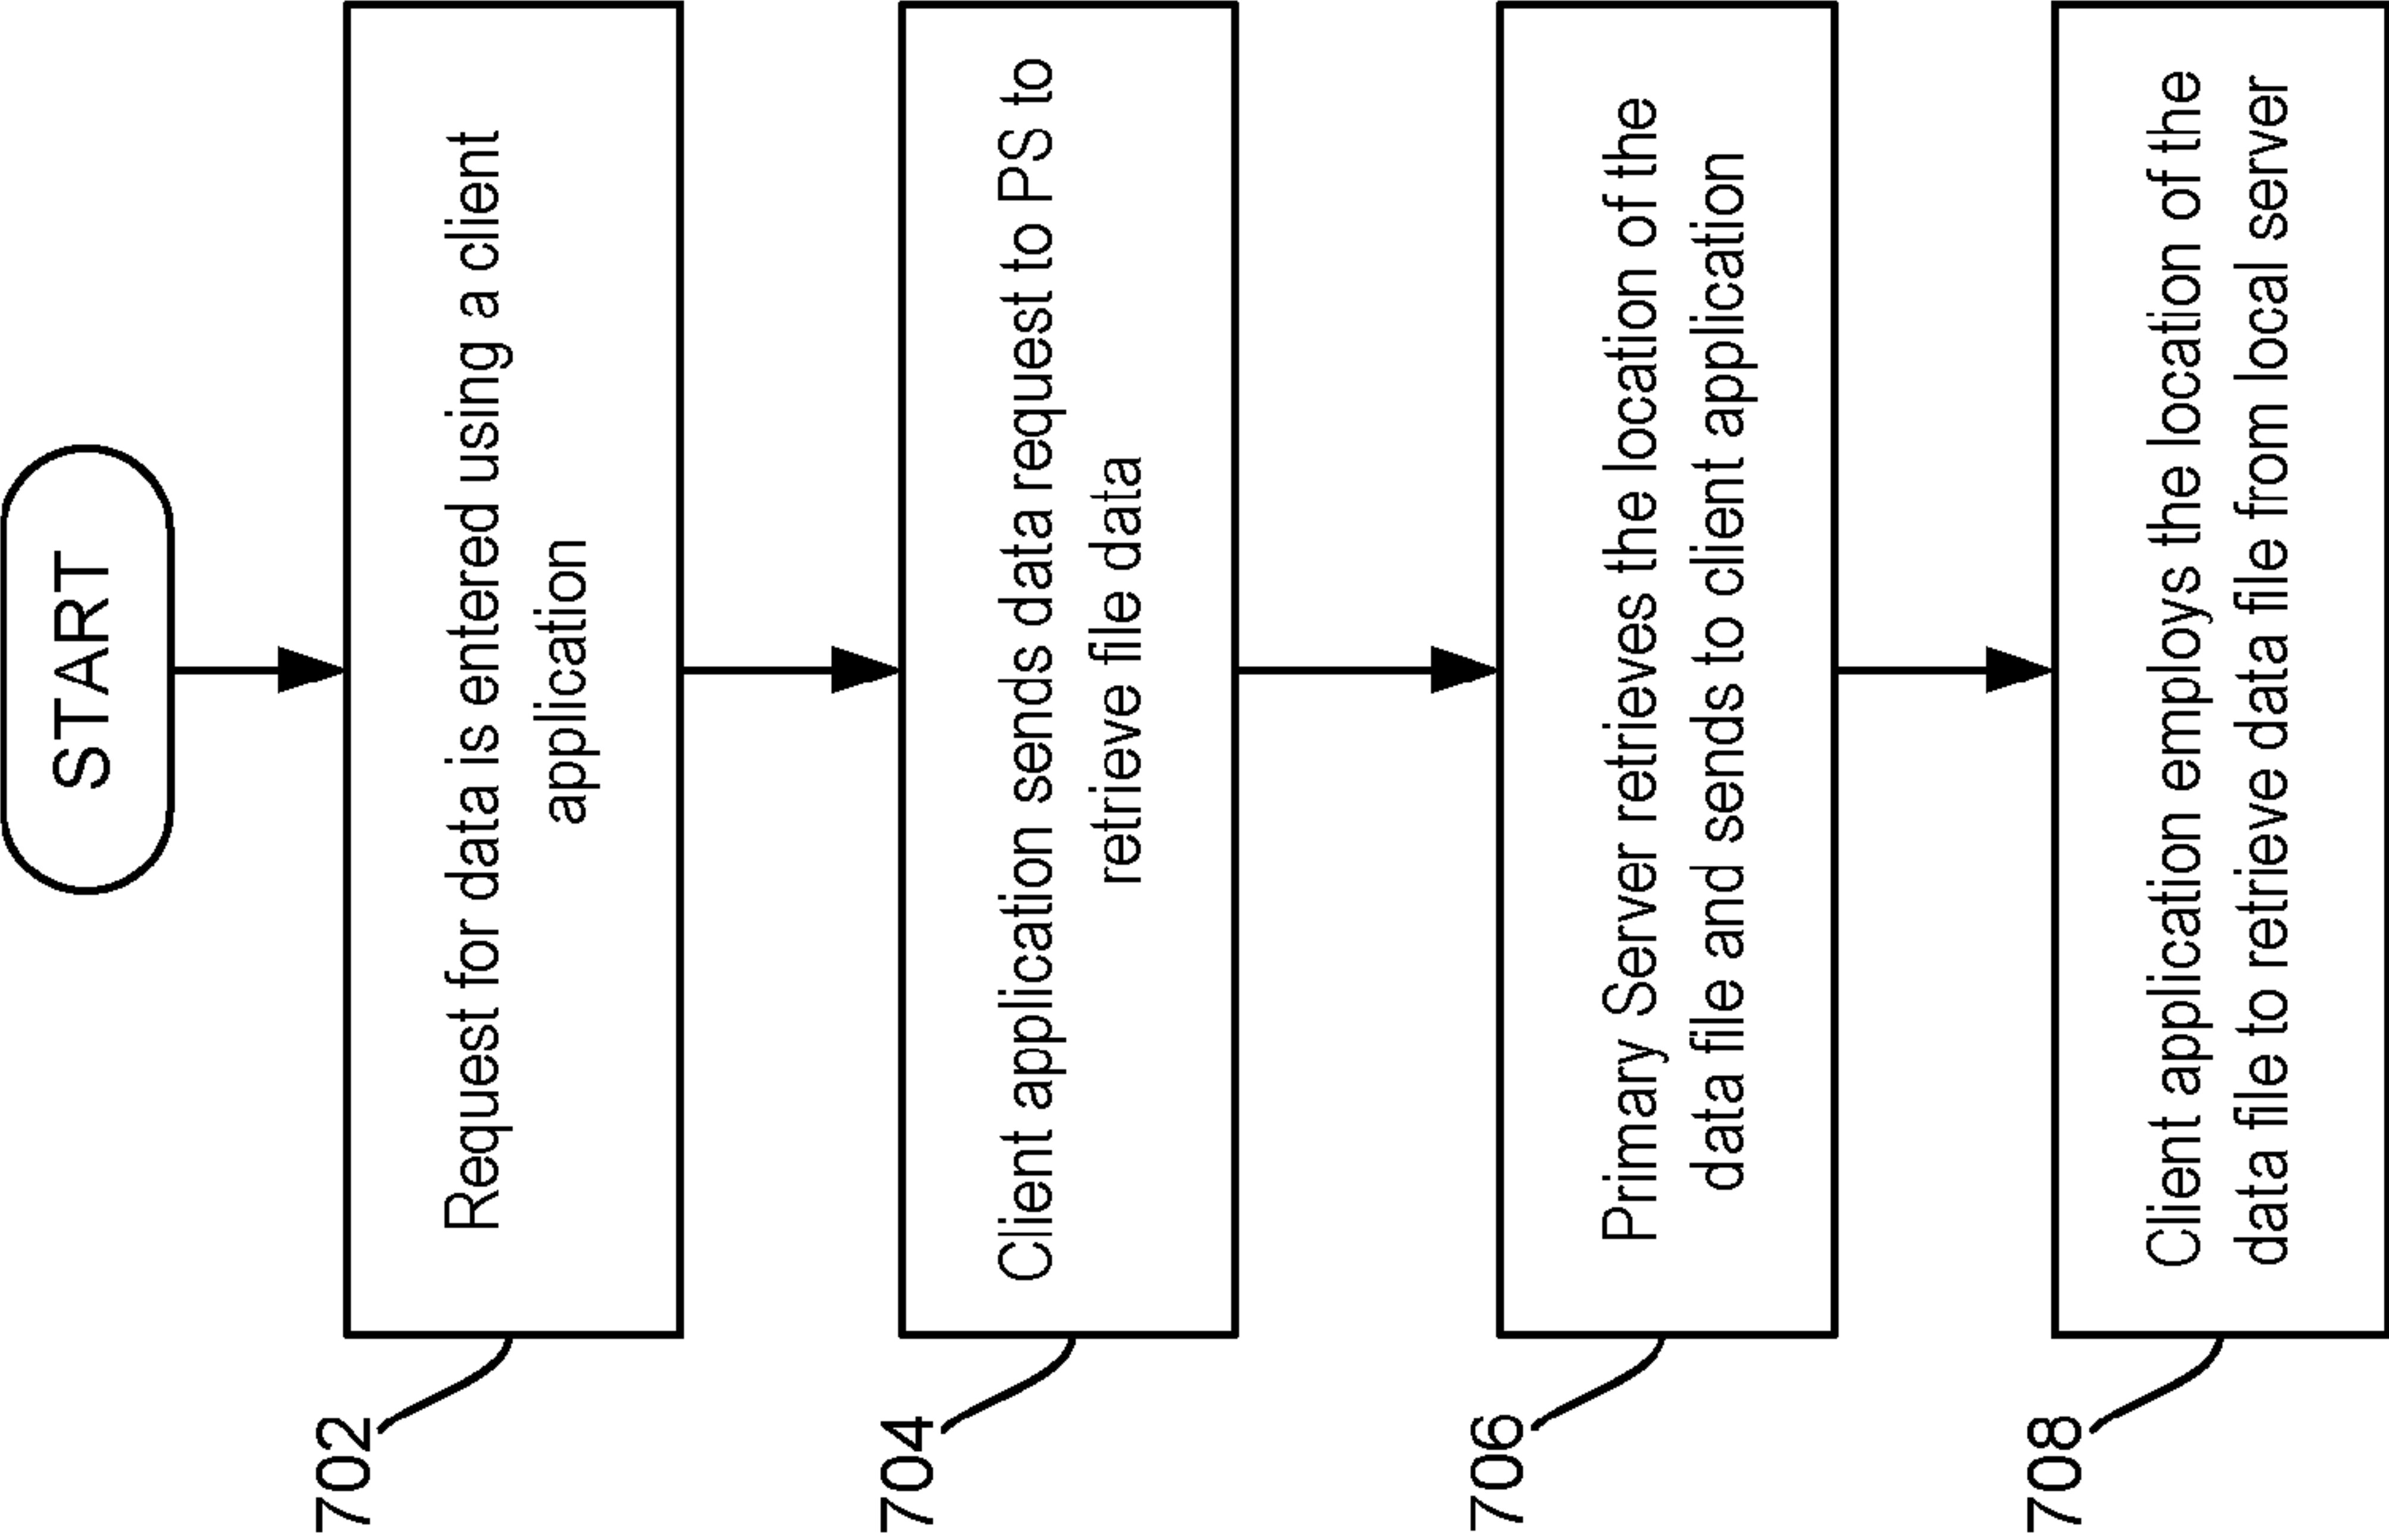 START
702
Request for data is entered using a client
application
704
Client application sends data request to PS to
retrieve file data
706
Primary Server retrieves the location of the
data file and sends to client application
708
Client application employs the location of the
data file to retrieve data file from local server